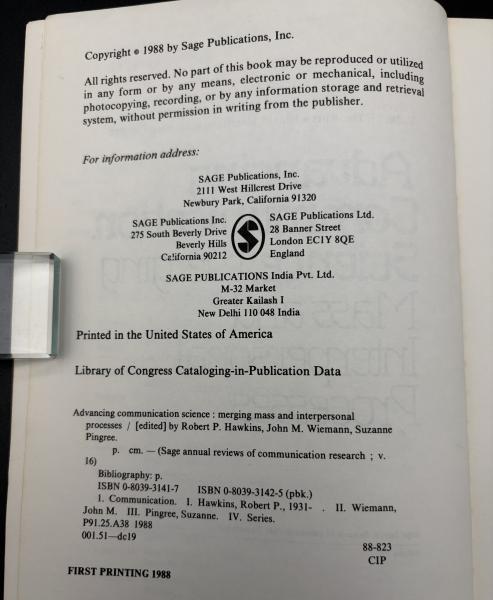 Copyright © 1988 by Sage Publications, Inc.
All rights reserved. No part of this book may be reproduced or utilized
in any form or by any means, electronic or mechanical, including
photocopying, recording, or by any information storage and retrieval
system, without permission in writing from the publisher.
For information address:
SAGE Publications, Inc.
2111 West Hillcrest Drive
Newbury Park, California 91320
SAGE Publications Inc.
275 South Beverly Drive
Beverly Hills
California 90212
S
SAGE Publications Ltd.
28 Banner Street
London EC1Y 8QE
England
SAGE PUBLICATIONS India Pvt. Ltd.
M-32 Market
Greater Kailash I
New Delhi 110 048 India
Printed in the United States of America
Library of Congress Cataloging-in-Publication Data
Advancing communication science : merging mass and interpersonal
processes / [edited] by Robert P. Hawkins, John M. Wiemann, Suzanne
Pingree.
p. cm. — (Sage annual reviews of communication research ; v.
16)
Bibliography: p.
ISBN 0-8039-3141-7 ISBN 0-8039-3142-5 (pbk.)
1. Communication. I. Hawkins, Robert P., 1931- . II. Wiemann,
John M. III. Pingree, Suzanne. IV. Series.
P91.25.A38 1988
001.51—dc19
88-823
CIP
FIRST PRINTING 1988